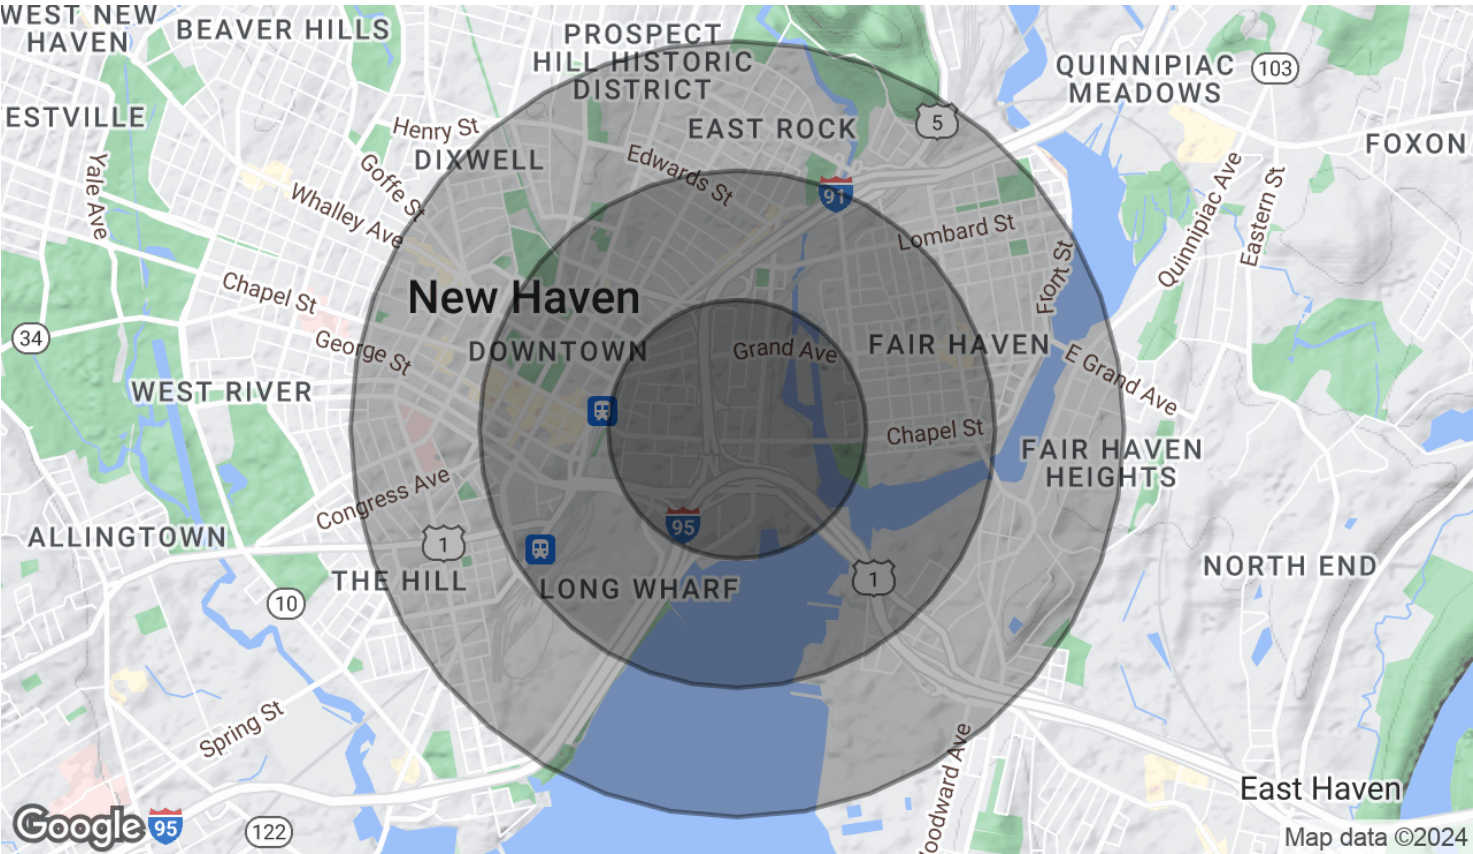 WEST NEW
HAVEN
BEAVER HILLS
PROSPECT
HILL HISTORIC
DISTRICT
QUINNIPIAC
MEADOWS
103
ESTVILLE
Henry St
DIXWELL
EAST ROCK
5
FOXON
Yale Ave
Goffe St
Edwards St
91
Whalley Ave
Lombard St
Front St
Quinnipiac Ave
Eastern St
Chapel St
New Haven
34
George St
DOWNTOWN
Grand Ave
FAIR HAVEN
E Grand Ave
WEST RIVER
Chapel St
FAIR HAVEN
HEIGHTS
Congress Ave
95
ALLINGTOWN
1
THE HILL
LONG WHARF
1
NORTH END
10
Spring St
oodward Ave
East Haven
Google
95
122
Map data ©2024